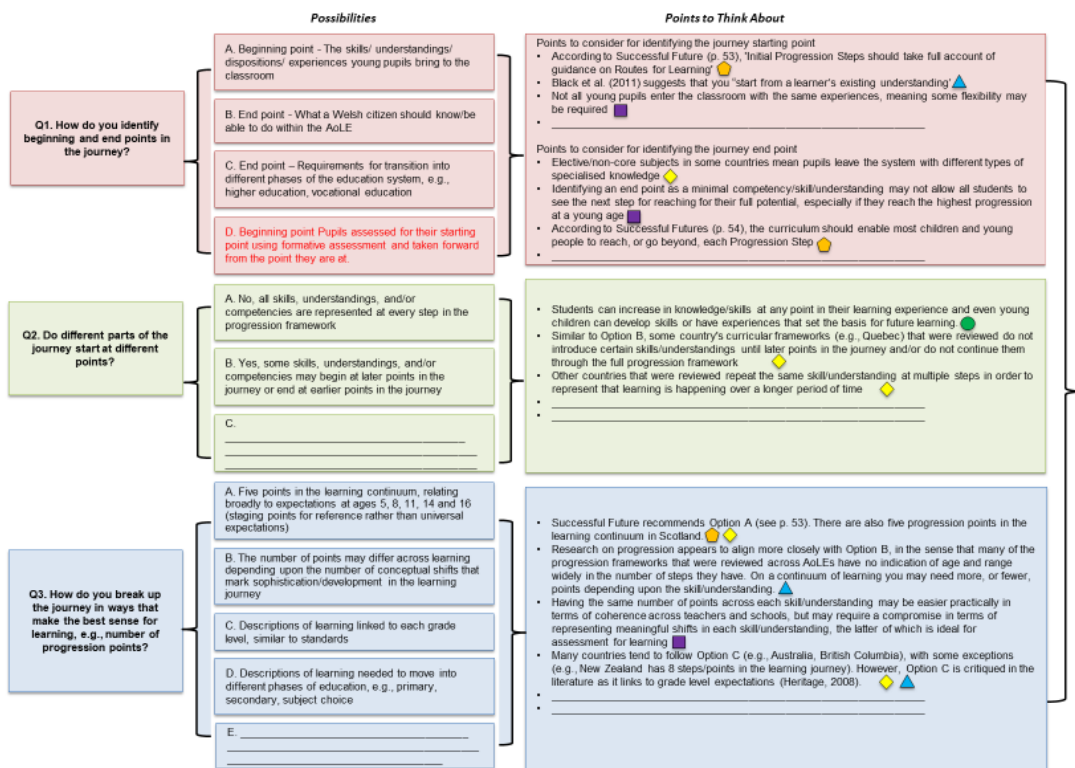 Possibilities
Points to Think About
Q1. How do you identify
beginning and end points in
the journey?
A. Beginning point - The skills/ understandings/
dispositions/ experiences young pupils bring to the
classroom
B. End point - What a Welsh citizen should know/be
able to do within the AoLE
C. End point – Requirements for transition into
different phases of the education system, e.g.,
higher education, vocational education
D. Beginning point Pupils assessed for their starting
point using formative assessment and taken forward
from the point they are at.
Points to consider for identifying the journey starting point
• According to Successful Future (p. 53), 'Initial Progression Steps should take full account of
guidance on Routes for Learning'
• Black et al. (2011) suggests that you "start from a learner's existing understanding'
• Not all young pupils enter the classroom with the same experiences, meaning some flexibility may
be required
• ____________________
Points to consider for identifying the journey end point
• Elective/non-core subjects in some countries mean pupils leave the system with different types of
specialised knowledge
• Identifying an end point as a minimal competency/skill/understanding may not allow all students to
see the next step for reaching for their full potential, especially if they reach the highest progression
at a young age
• According to Successful Futures (p. 54), the curriculum should enable most children and young
people to reach, or go beyond, each Progression Step
• ____________________
Q2. Do different parts of the
journey start at different
points?
A. No, all skills, understandings, and/or
competencies are represented at every step in the
progression framework
B. Yes, some skills, understandings, and/or
competencies may begin at later points in the
journey or end at earlier points in the journey
C.
____________________
____________________
____________________
• Students can increase in knowledge/skills at any point in their learning experience and even young
children can develop skills or have experiences that set the basis for future learning.
• Similar to Option B, some country's curricular frameworks (e.g., Quebec) that were reviewed do not
introduce certain skills/understandings until later points in the journey and/or do not continue them
through the full progression framework
• Other countries that were reviewed repeat the same skill/understanding at multiple steps in order to
represent that learning is happening over a longer period of time
• ____________________
• ____________________
Q3. How do you break up
the journey in ways that
make the best sense for
learning, e.g., number of
progression points?
A. Five points in the learning continuum, relating
broadly to expectations at ages 5, 8, 11, 14 and 16
(staging points for reference rather than universal
expectations)
B. The number of points may differ across learning
depending upon the number of conceptual shifts that
mark sophistication/development in the learning
journey
C. Descriptions of learning linked to each grade
level, similar to standards
D. Descriptions of learning needed to move into
different phases of education, e.g., primary,
secondary, subject choice
E. ____________________
____________________
____________________
• Successful Future recommends Option A (see p. 53). There are also five progression points in the
learning continuum in Scotland.
• Research on progression appears to align more closely with Option B, in the sense that many of the
progression frameworks that were reviewed across AoLEs have no indication of age and range
widely in the number of steps they have. On a continuum of learning you may need more, or fewer,
points depending upon the skill/understanding.
• Having the same number of points across each skill/understanding may be easier practically in
terms of coherence across teachers and schools, but may require a compromise in terms of
representing meaningful shifts in each skill/understanding, the latter of which is ideal for
assessment for learning
• Many countries tend to follow Option C (e.g., Australia, British Columbia), with some exceptions
(e.g., New Zealand has 8 steps/points in the learning journey). However, Option C is critiqued in the
literature as it links to grade level expectations (Heritage, 2008).
• ____________________
• ____________________